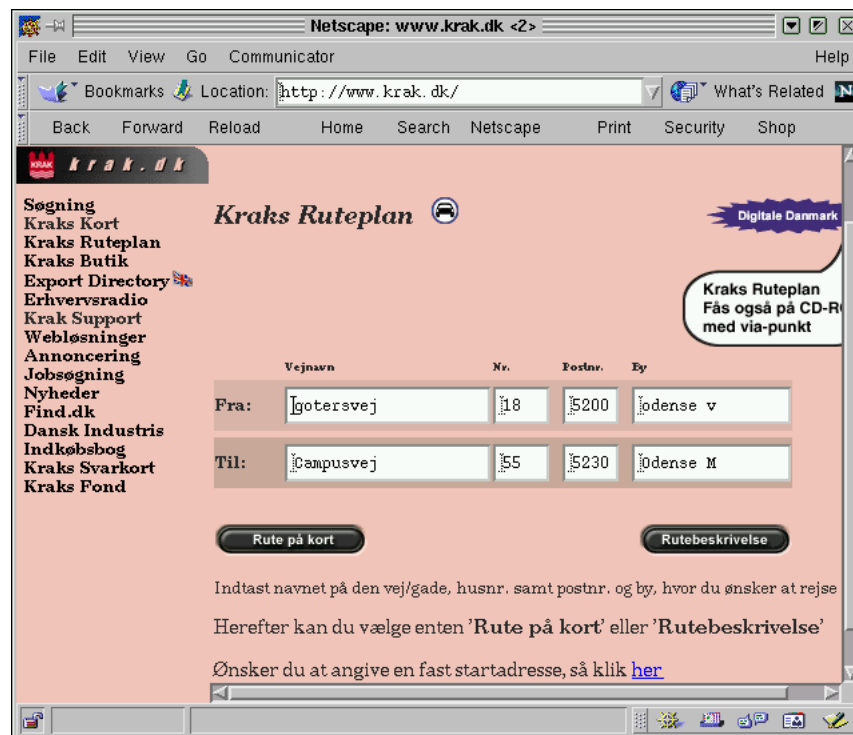 Netscape: www.krak.dk <2>
File Edit View Go Communicator Help
Bookmarks Location: http://www.krak.dk/ What's Related N
Back Forward Reload Home Search Netscape Print Security Shop
KRAK krak.dk
Søgning
Kraks Kort
Kraks Ruteplan
Kraks Butik
Export Directory
Erhvervsradio
Krak Support
Webløsninger
Annoncering
Jobsøgning
Nyheder
Find.dk
Dansk Industris
Indkøbsbog
Kraks Svarkort
Kraks Fond
Kraks Ruteplan
Digitale Danmark
Kraks Ruteplan
Fås også på CD-RO
med via-punkt
Vejnavn Nr. Postnr. By
Fra: gotersvej 18 5200 odense v
Til: Campusvej 55 5230 Odense M
Rute på kort Rutebeskrivelse
Indtast navnet på den vej/gade, husnr. samt postnr. og by, hvor du ønsker at rejse
Herefter kan du vælge enten 'Rute på kort' eller 'Rutebeskrivelse'
Ønsker du at angive en fast startadresse, så klik her